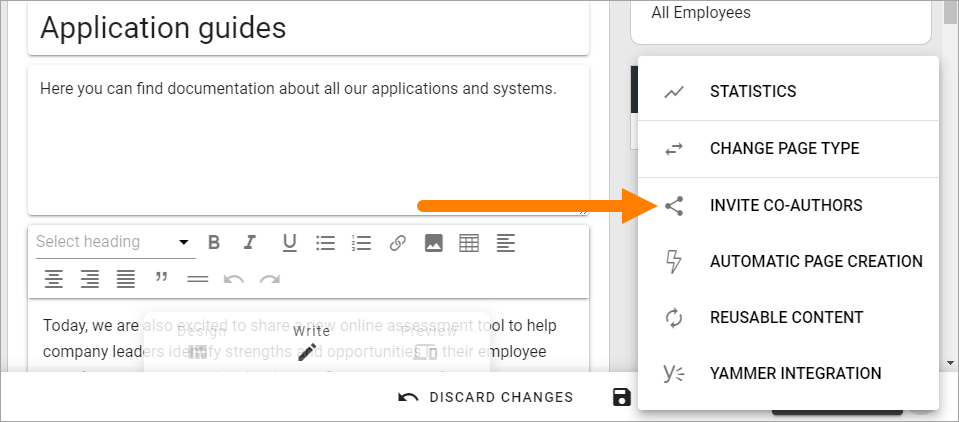 Application guides
All Employees
Here you can find documentation about all our applications and systems.
STATISTICS
CHANGE PAGE TYPE
INVITE CO-AUTHORS
AUTOMATIC PAGE CREATION
REUSABLE CONTENT
YAMMER INTEGRATION
Select heading
Today, we are also excited to share a new online assessment tool to help
company leaders identify strengths and opportunities in their employee
Design
Write
Preview
DISCARD CHANGES